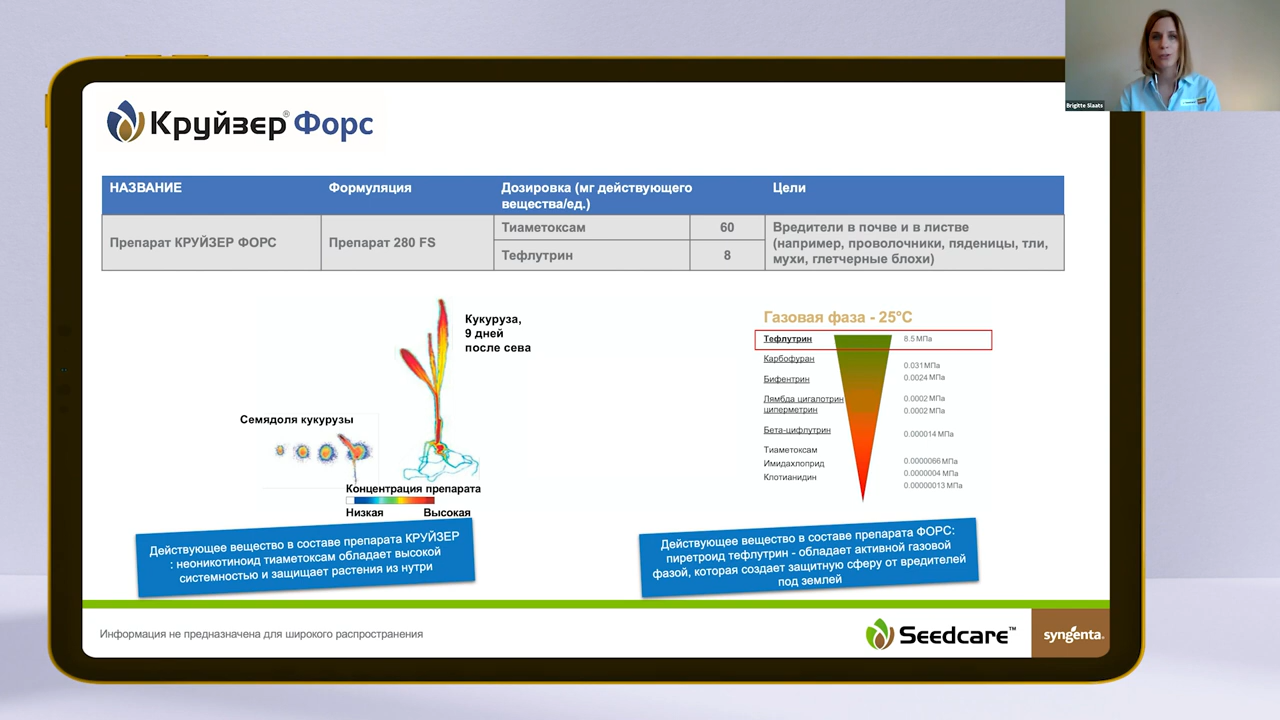 Brigitte Slaats
Круйзер® Форс
НАЗВАНИЕ
Формуляция
Дозировка (мг действующего
вещества/ед.)
Цели
Препарат КРУЙЗЕР ФОРС
Препарат 280 FS
Тиаметоксам
60
Тефлутрин
8
Вредители в почве и в листве
(например, проволочники, пяденицы, тли,
мухи, глетчерные блохи)
Кукуруза,
9 дней
после сева
Семядоля кукурузы
Концентрация препарата
Низкая Высокая
Действующее вещество в составе препарата КРУЙЗЕР
: неоникотиноид тиаметоксам обладает высокой
системностью и защищает растения из нутри
Газовая фаза - 25°C
Тефлутрин 8.5 МПа
Карбофуран 0.031 МПа
Бифентрин 0.0024 МПа
Лямбда цигалотрин 0.0002 МПа
циперметрин 0.0002 МПа
Бета-цифлутрин 0.000014 МПа
Тиаметоксам 0.0000066 МПа
Имидахлоприд 0.0000004 МПа
Клотианидин 0.00000013 МПа
Действующее вещество в составе препарата ФОРС:
пиретроид тефлутрин - обладает активной газовой
фазой, которая создает защитную сферу от вредителей
под землей
Информация не предназначена для широкого распространения
Seedcare™
syngenta.